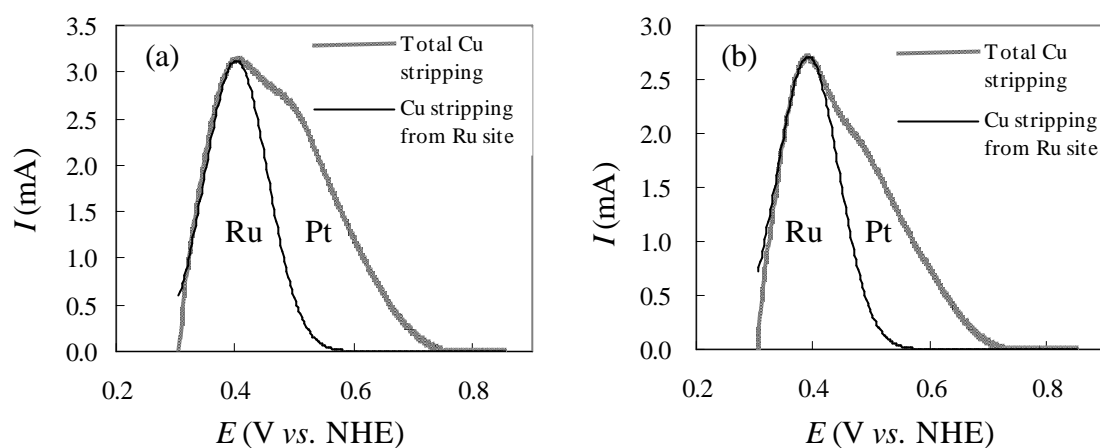 (a)
Total Cu
stripping
Cu stripping
from Ru site
Ru
Pt
3.5
3.0
2.5
2.0
1.5
1.0
0.5
0.0
0.2
0.4
0.6
0.8
I (mA)
E (V vs. NHE)
(b)
Total Cu
stripping
Cu stripping
from Ru site
Ru
Pt
3.0
2.5
2.0
1.5
1.0
0.5
0.0
0.2
0.4
0.6
0.8
I (mA)
E (V vs. NHE)